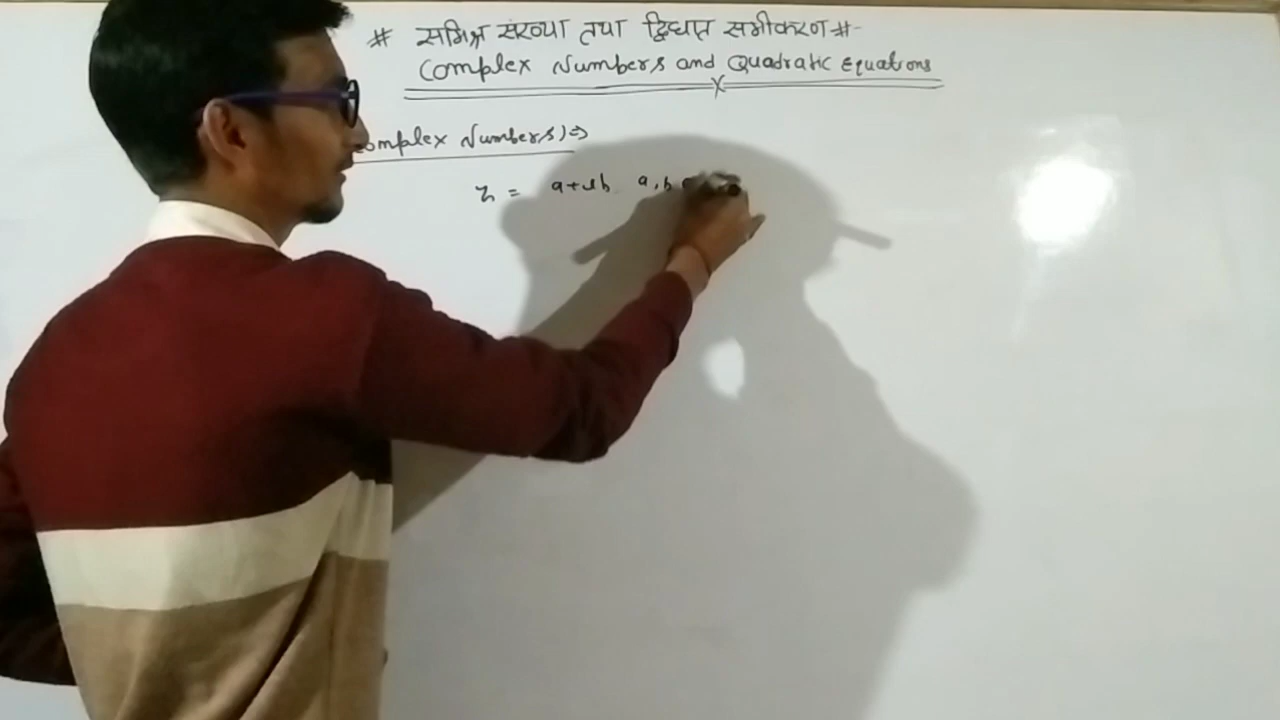 # समिश्र संख्या तथा द्विघात समीकरण #
Complex Numbers and Quadratic Equations
x
omplex Numbers) ⇒
z = a+ib a,b